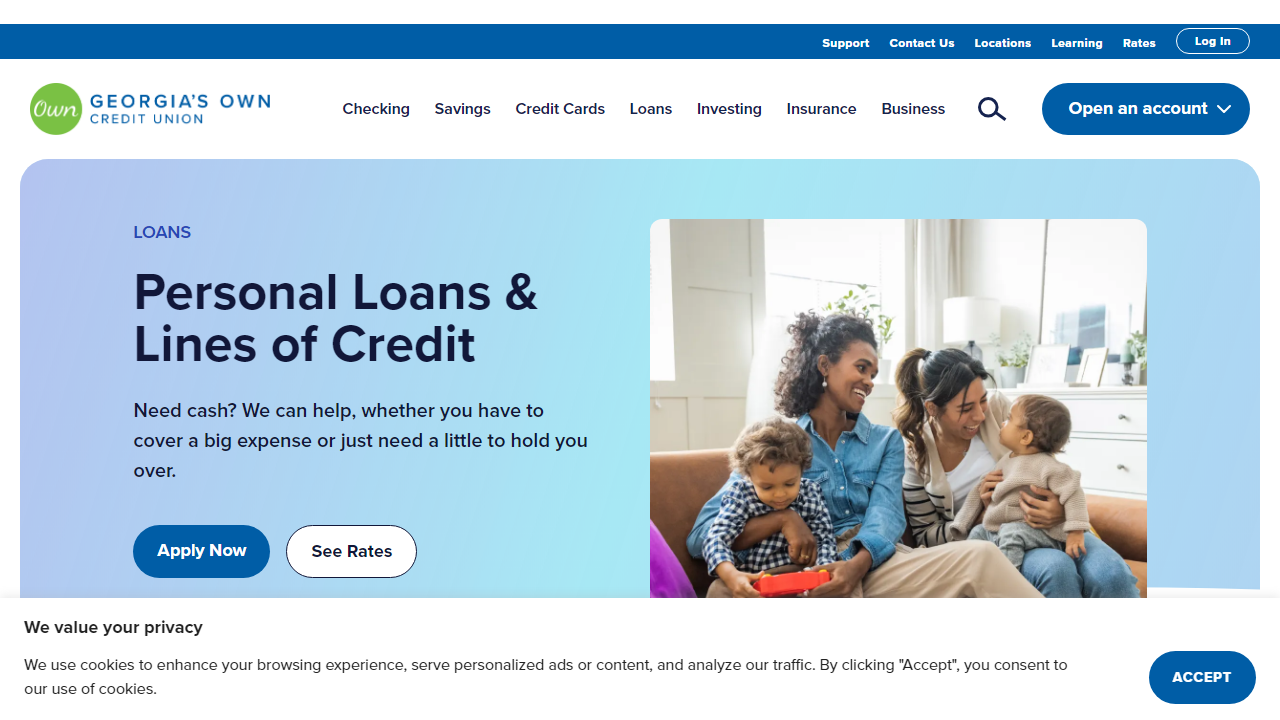 Support Contact Us Locations Learning Rates Log In
Own GEORGIA'S OWN
CREDIT UNION
Checking Savings Credit Cards Loans Investing Insurance Business Open an account
LOANS
Personal Loans &
Lines of Credit
Need cash? We can help, whether you have to
cover a big expense or just need a little to hold you
over.
Apply Now See Rates
We value your privacy
We use cookies to enhance your browsing experience, serve personalized ads or content, and analyze our traffic. By clicking "Accept", you consent to
our use of cookies.
ACCEPT